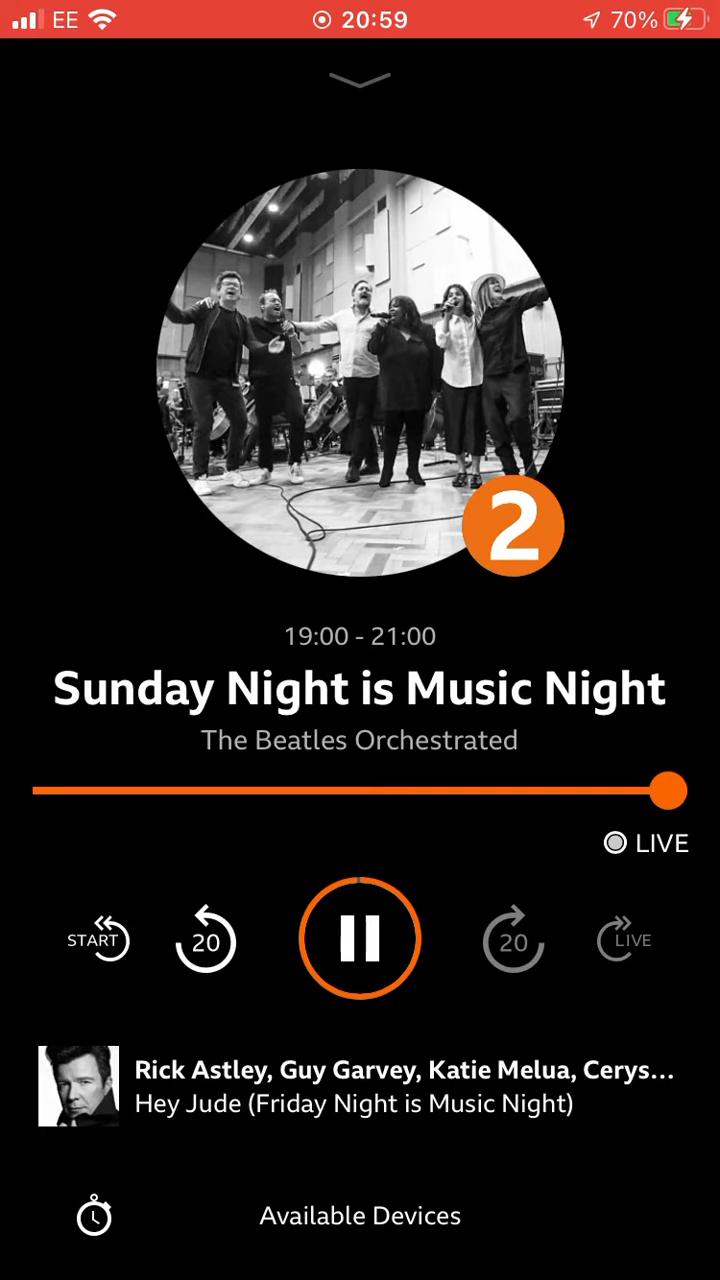 EE 20:59 70%
2
19:00 - 21:00
Sunday Night is Music Night
The Beatles Orchestrated
LIVE
START 20 20 LIVE
Rick Astley, Guy Garvey, Katie Melua, Cerys...
Hey Jude (Friday Night is Music Night)
Available Devices